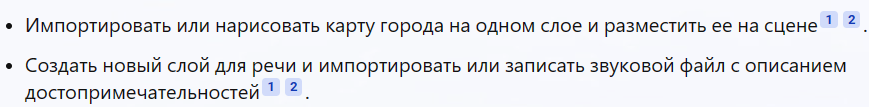 • Импортировать или нарисовать карту города на одном слое и разместить ее на сцене 1 2 .
• Создать новый слой для речи и импортировать или записать звуковой файл с описанием
достопримечательностей 1 2 .